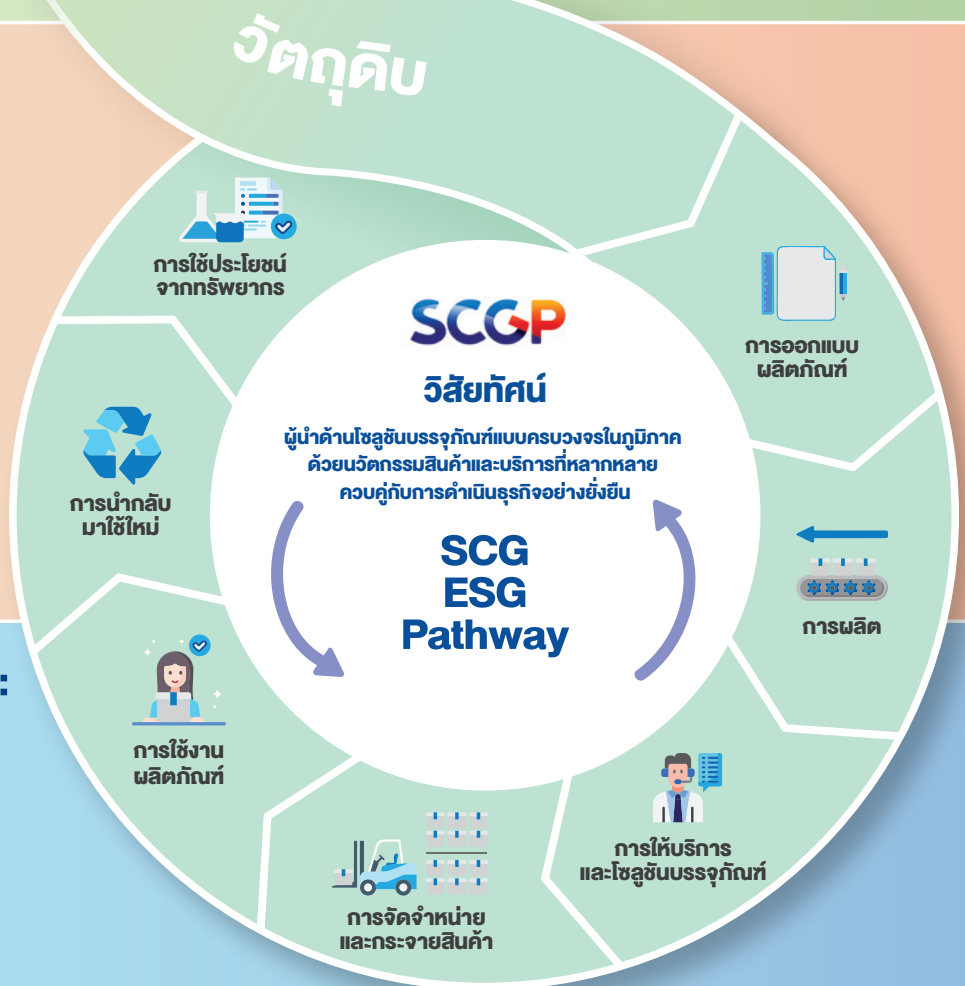 วัตถุดิบ
การใช้ประโยชน์
จากทรัพยากร
การออกแบบ
ผลิตภัณฑ์
SCGP
วิสัยทัศน์
ผู้นำด้านโซลูชันบรรจุภัณฑ์แบบครบวงจรในภูมิภาค
ด้วยนวัตกรรมสินค้าและบริการที่หลากหลาย
ควบคู่กับการดำเนินธุรกิจอย่างยั่งยืน
SCG
ESG
Pathway
การนำกลับ
มาใช้ใหม่
การผลิต
การใช้งาน
ผลิตภัณฑ์
การให้บริการ
และโซลูชันบรรจุภัณฑ์
การจัดจำหน่าย
และกระจายสินค้า